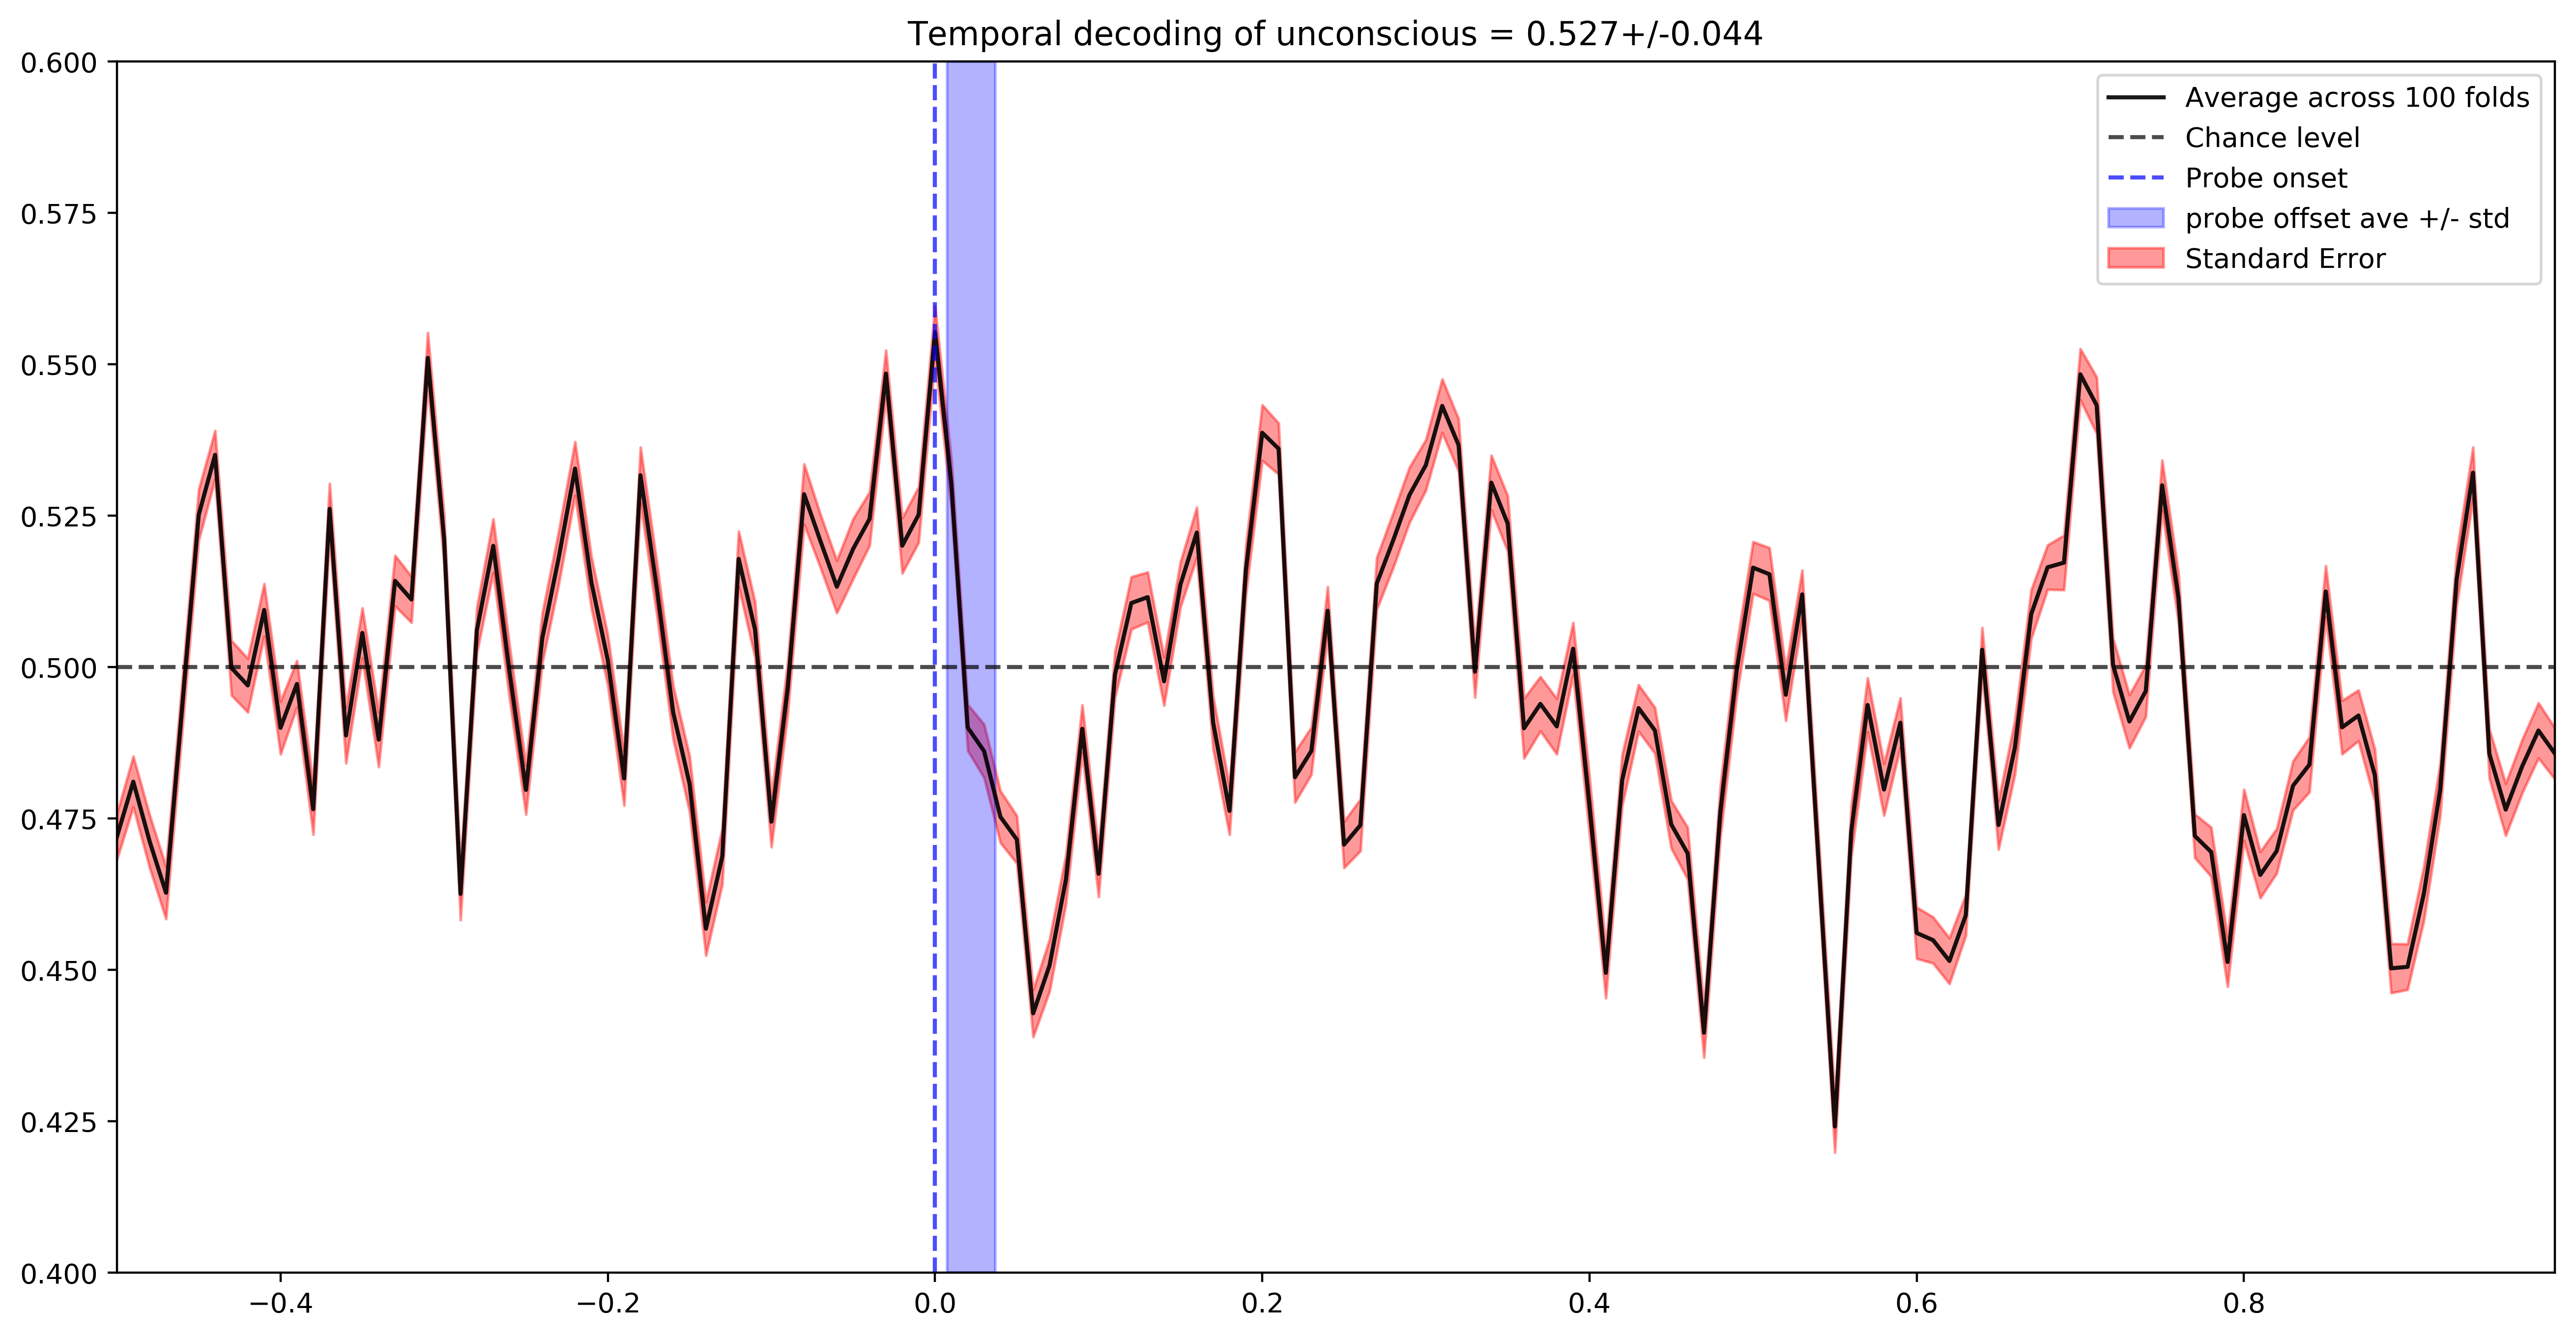 Temporal decoding of unconscious = 0.527+/-0.044
0.600
0.575
0.550
0.525
0.500
0.475
0.450
0.425
0.400
−0.4
−0.2
0.0
0.2
0.4
0.6
0.8
Average across 100 folds
Chance level
Probe onset
probe offset ave +/- std
Standard Error